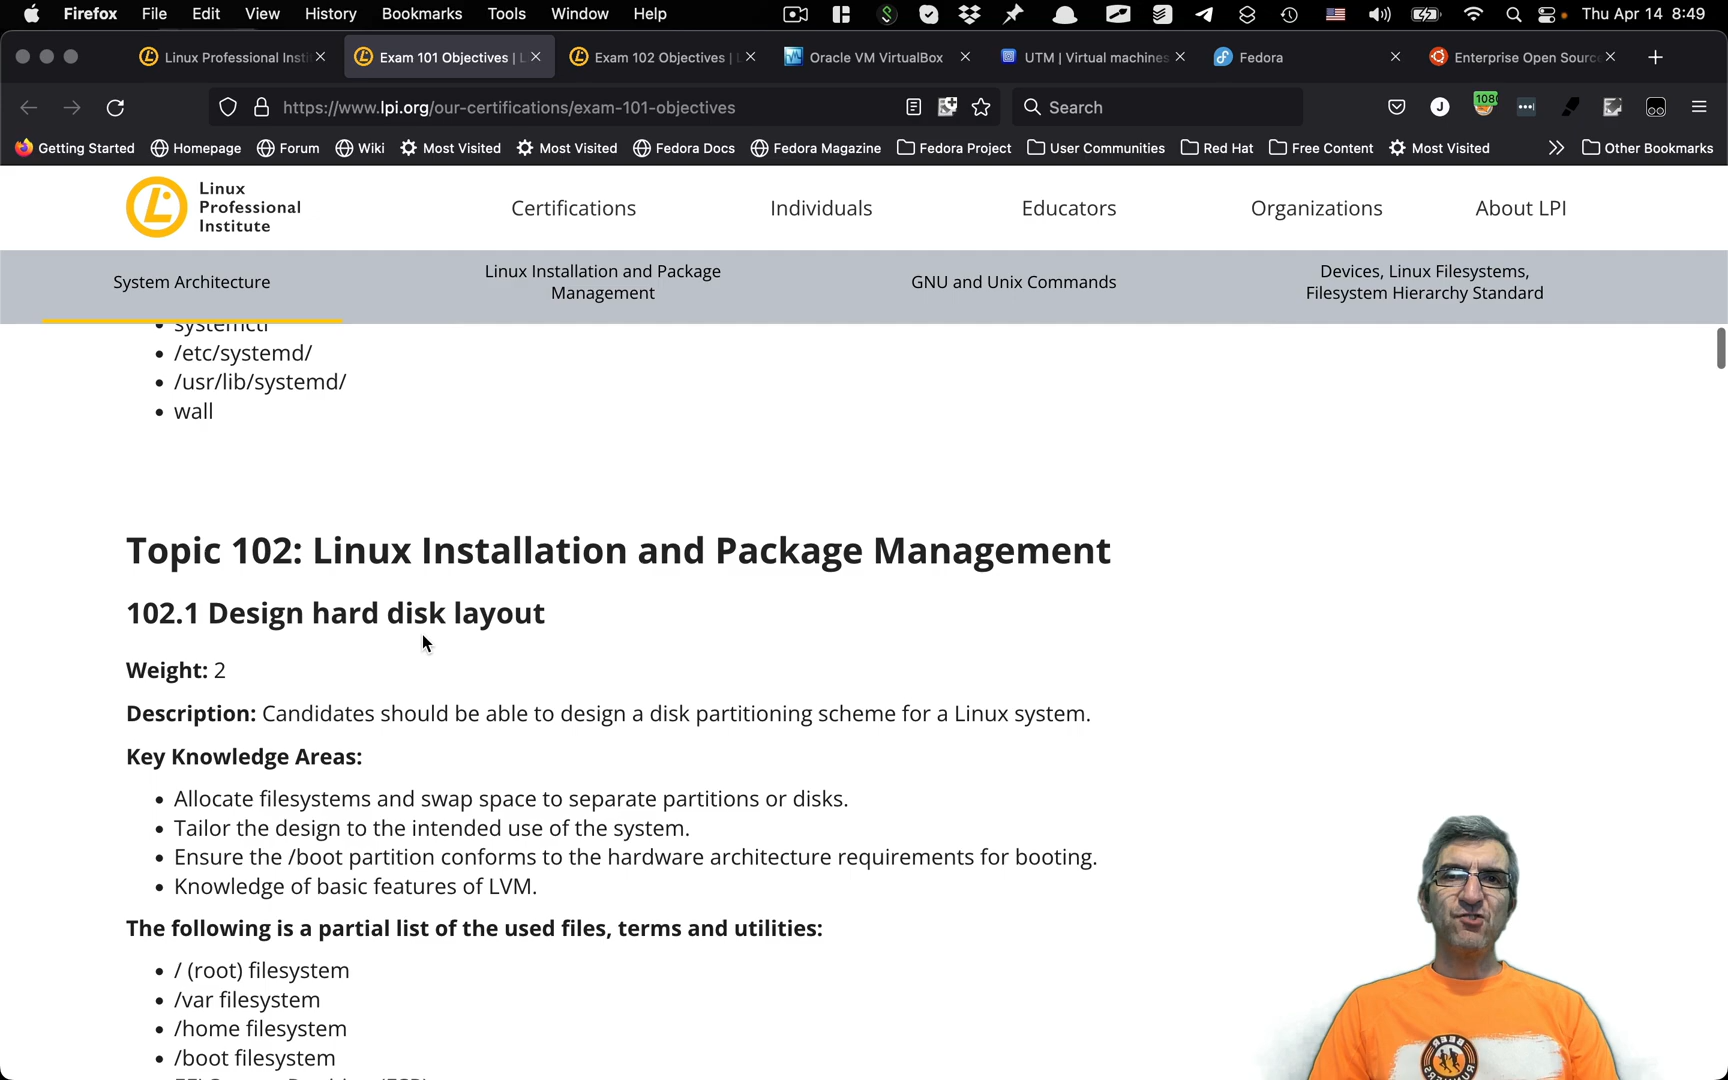 Firefox File Edit View History Bookmarks Tools Window Help Thu Apr 14 8:49
Linux Professional Insti Exam 101 Objectives | L Exam 102 Objectives | L Oracle VM VirtualBox UTM | Virtual machines Fedora Enterprise Open Source
https://www.lpi.org/our-certifications/exam-101-objectives Search 108
Getting Started Homepage Forum Wiki Most Visited Most Visited Fedora Docs Fedora Magazine Fedora Project User Communities Red Hat Free Content Most Visited Other Bookmarks
Linux
Professional
Institute
Certifications Individuals Educators Organizations About LPI
System Architecture
Linux Installation and Package
Management
GNU and Unix Commands
Devices, Linux Filesystems,
Filesystem Hierarchy Standard
• systemctl
• /etc/systemd/
• /usr/lib/systemd/
• wall
Topic 102: Linux Installation and Package Management
102.1 Design hard disk layout
Weight: 2
Description: Candidates should be able to design a disk partitioning scheme for a Linux system.
Key Knowledge Areas:
• Allocate filesystems and swap space to separate partitions or disks.
• Tailor the design to the intended use of the system.
• Ensure the /boot partition conforms to the hardware architecture requirements for booting.
• Knowledge of basic features of LVM.
The following is a partial list of the used files, terms and utilities:
• / (root) filesystem
• /var filesystem
• /home filesystem
• /boot filesystem